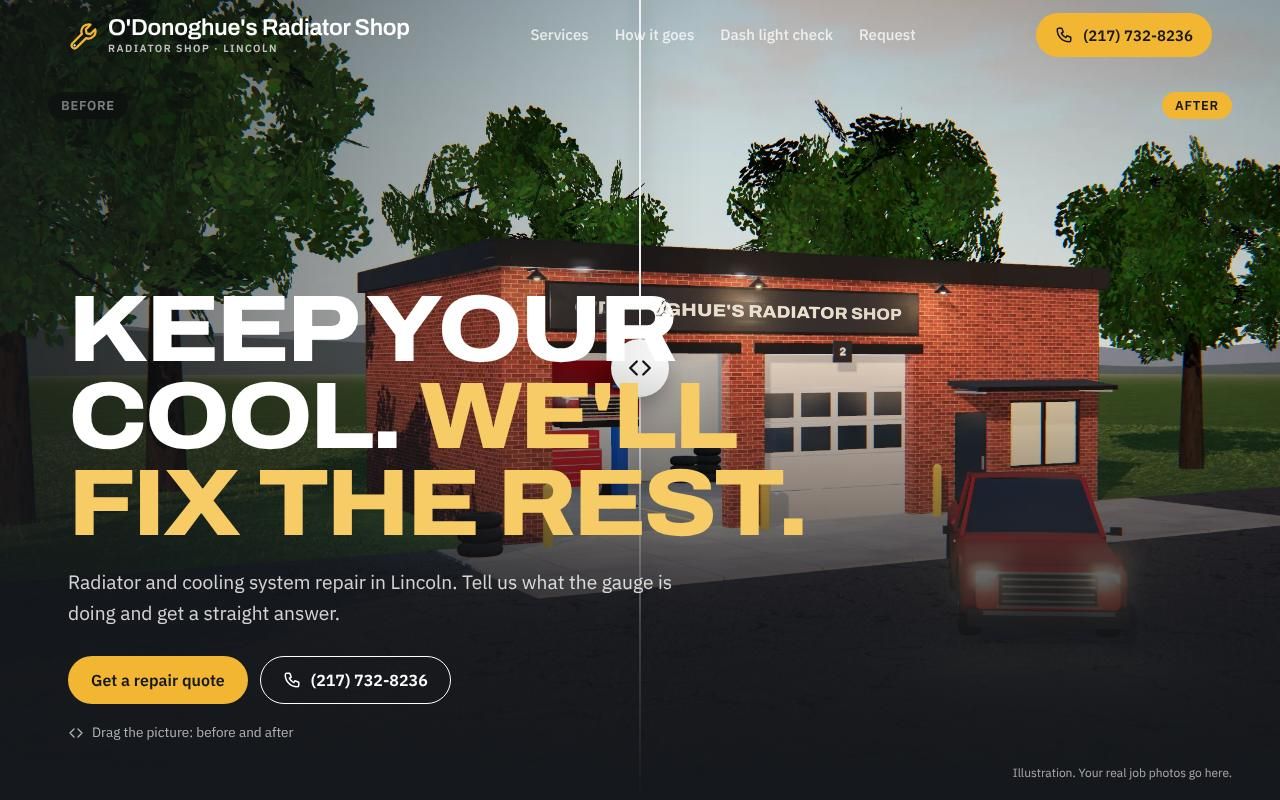 O'Donoghue's Radiator Shop
RADIATOR SHOP · LINCOLN
Services
How it goes
Dash light check
Request
(217) 732-8236
BEFORE
AFTER
GHUE'S RADIATOR SHOP
2
KEEP YOUR
COOL. WE'LL
FIX THE REST.
Radiator and cooling system repair in Lincoln. Tell us what the gauge is
doing and get a straight answer.
Get a repair quote
(217) 732-8236
Drag the picture: before and after
Illustration. Your real job photos go here.